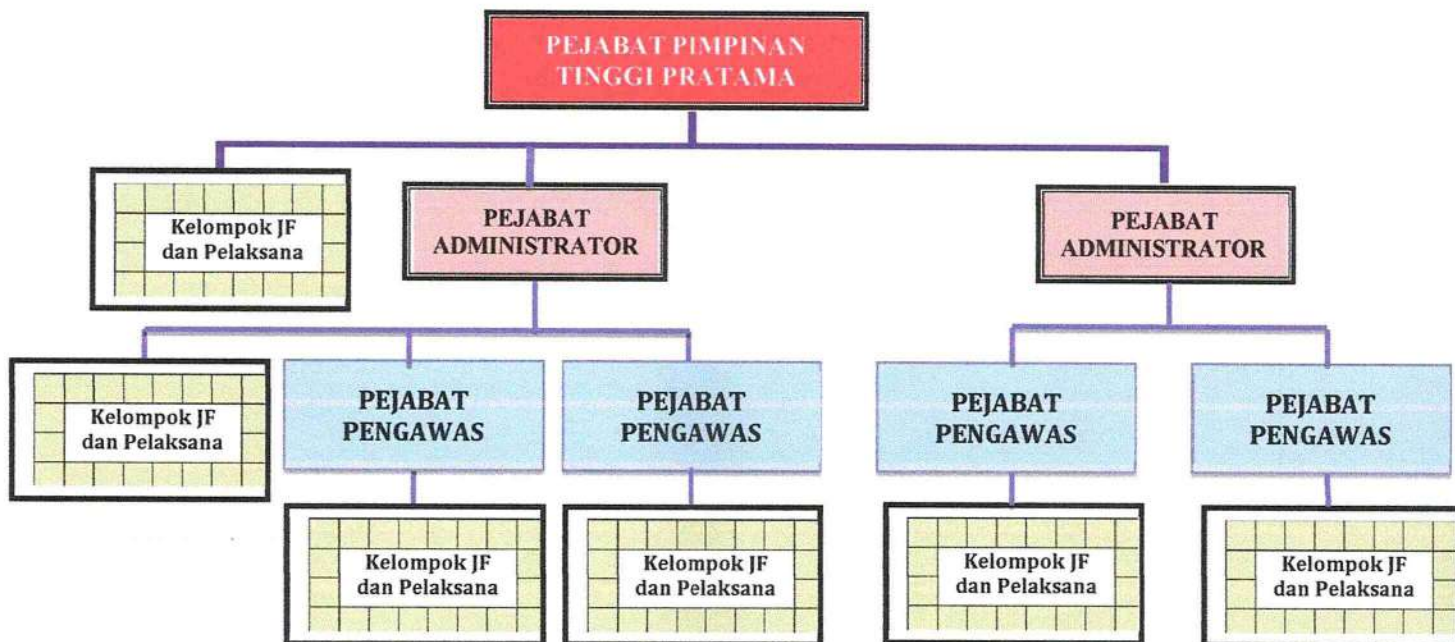 PEJABAT PIMPINAN
TINGGI PRATAMA
Kelompok JF
dan Pelaksana
PEJABAT
ADMINISTRATOR
PEJABAT
ADMINISTRATOR
Kelompok JF
dan Pelaksana
PEJABAT
PENGAWAS
PEJABAT
PENGAWAS
PEJABAT
PENGAWAS
PEJABAT
PENGAWAS
Kelompok JF
dan Pelaksana
Kelompok JF
dan Pelaksana
Kelompok JF
dan Pelaksana
Kelompok JF
dan Pelaksana